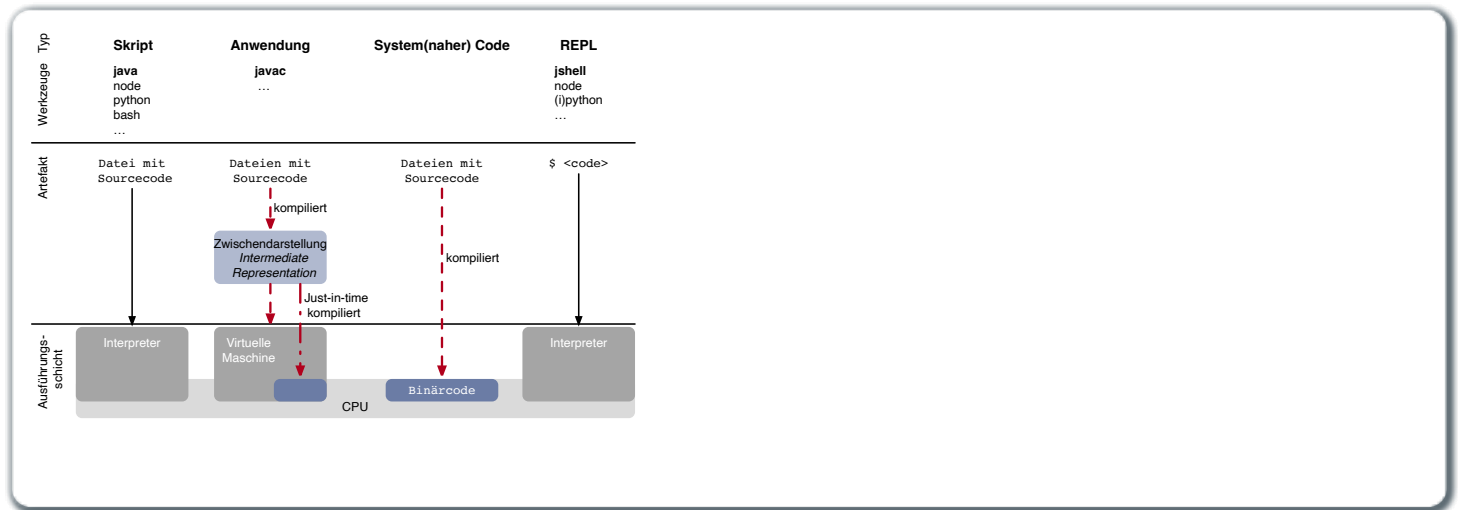 Typ
Skript
Anwendung
System(naher) Code
REPL
Werkzeuge
java
node
python
bash
…
javac
…
jshell
node
(i)python
…
Artefakt
Datei mit
Sourcecode
Dateien mit
Sourcecode
Dateien mit
Sourcecode
$ <code>
kompiliert
Zwischendarstellung
Intermediate
Representation
kompiliert
Just-in-time
kompiliert
Ausführungs-
schicht
Interpreter
Virtuelle
Maschine
Interpreter
Binärcode
CPU